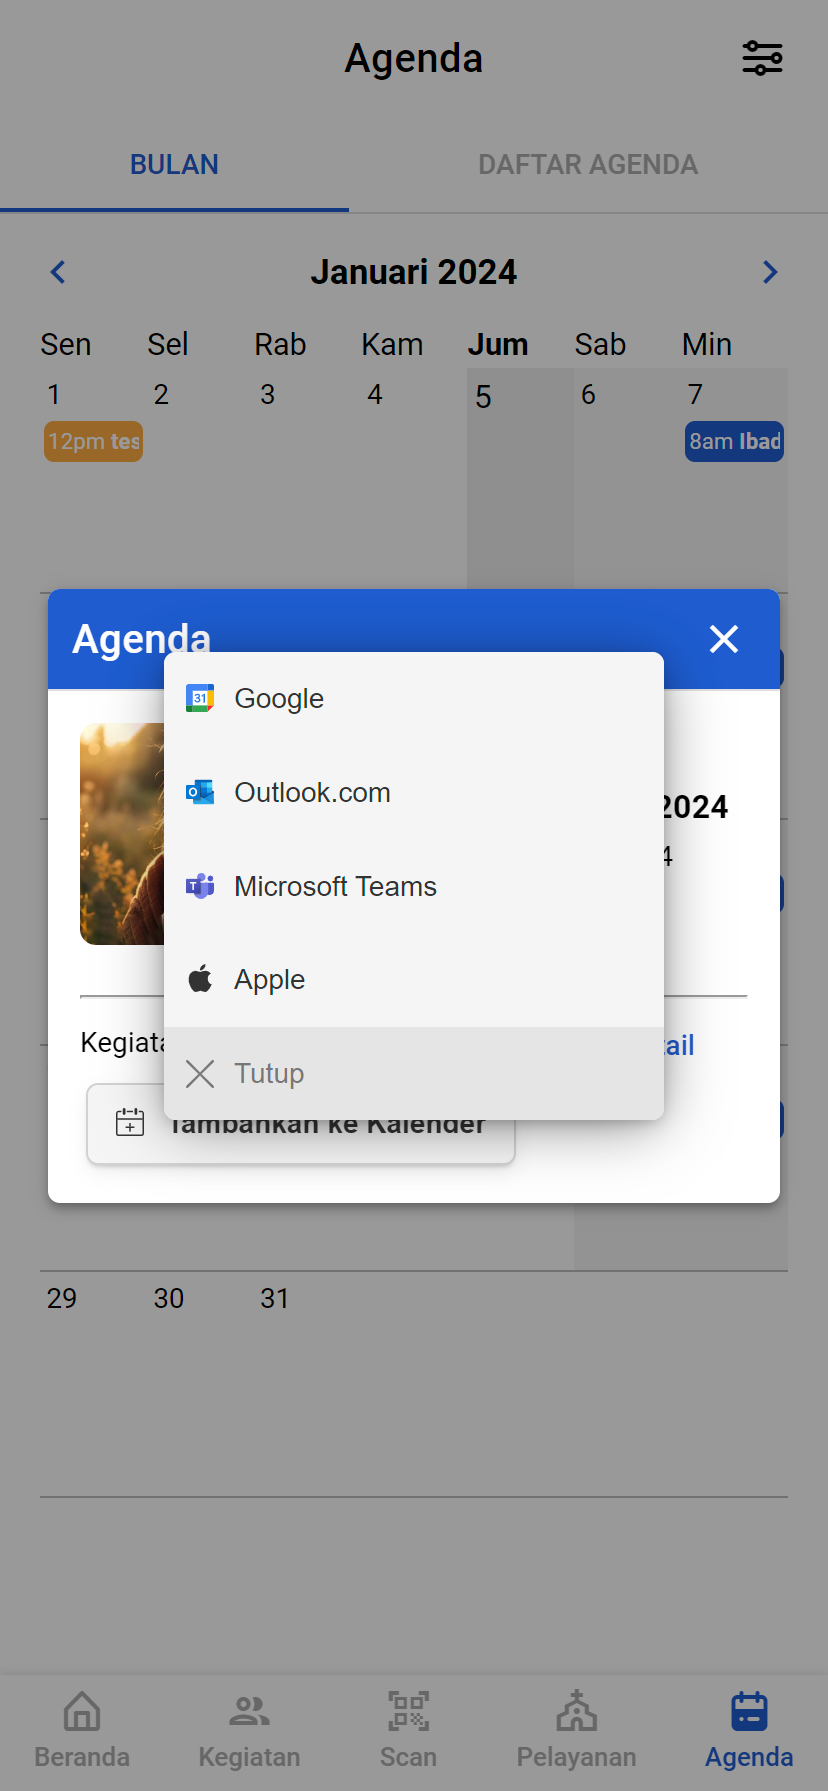 Agenda
BULAN DAFTAR AGENDA
Januari 2024
Sen Sel Rab Kam Jum Sab Min
1 2 3 4 5 6 7
12pm tes 8am Ibad
Agenda
31 Google
2024
Outlook.com
4
Microsoft Teams
Apple
Kegiata tail
Tutup
Tambahkan ke Kalender
29 30 31
Beranda Kegiatan Scan Pelayanan Agenda